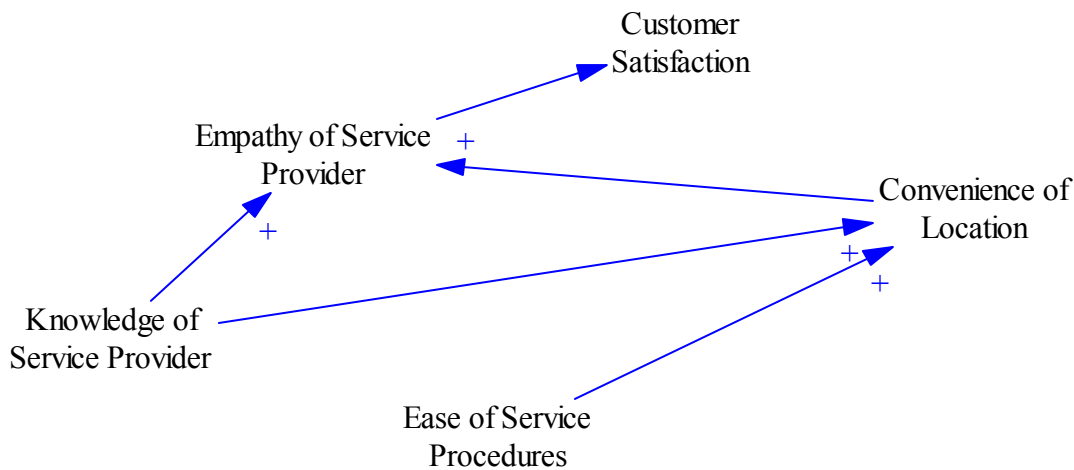 Customer
Satisfaction
Empathy of Service
Provider
+
Convenience of
Location
+
+
+
Knowledge of
Service Provider
Ease of Service
Procedures